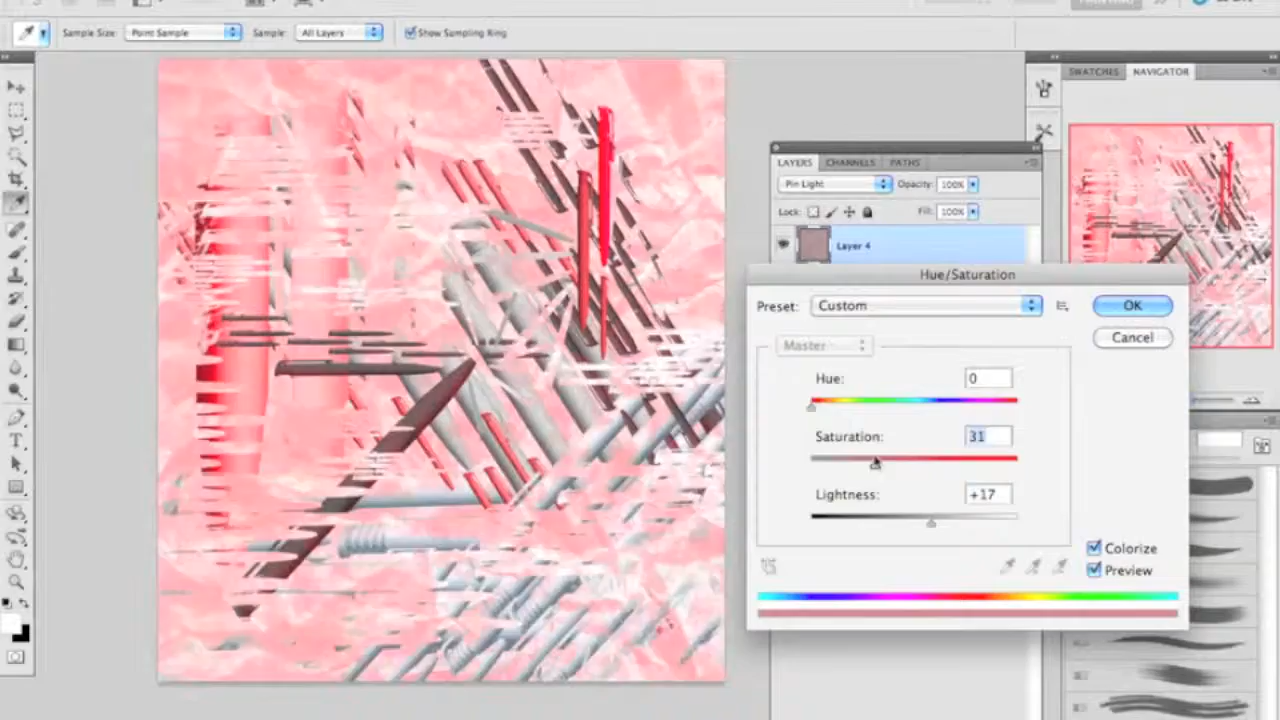 Sample Size: Point Sample Sample: All Layers Show Sampling Ring
SWATCHES NAVIGATOR
LAYERS CHANNELS PATHS
Pin Light Opacity: 100%
Lock: Fill: 100%
Layer 4
Hue/Saturation
Preset: Custom OK
Cancel
Master
Hue: 0
Saturation: 31
Lightness: +17
Colorize
Preview